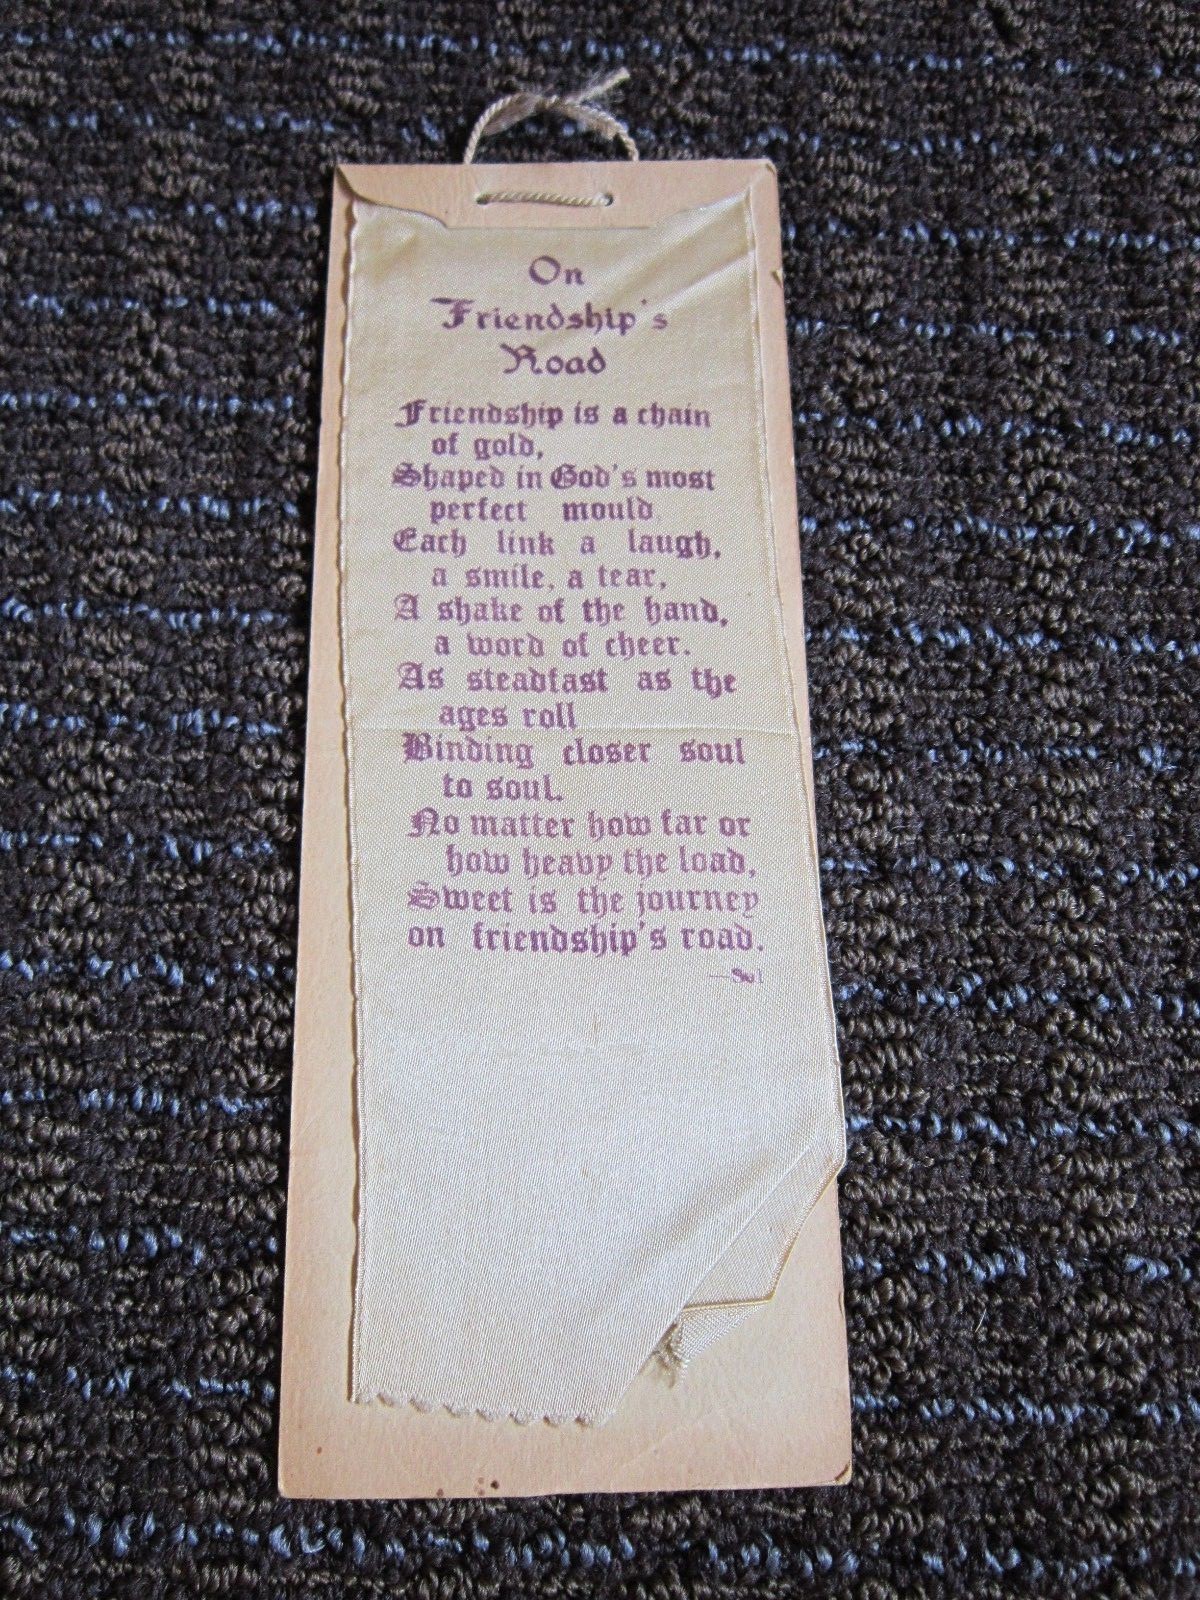 On
Friendship's
Road
Friendship is a chain
of gold,
Shaped in God's most
perfect mould,
Each link a laugh,
a smile, a tear,
A shake of the hand,
a word of cheer.
As steadfast as the
ages roll
Binding closer soul
to soul.
No matter how far or
how heavy the load,
Sweet is the journey
on friendship's road.
—Sel